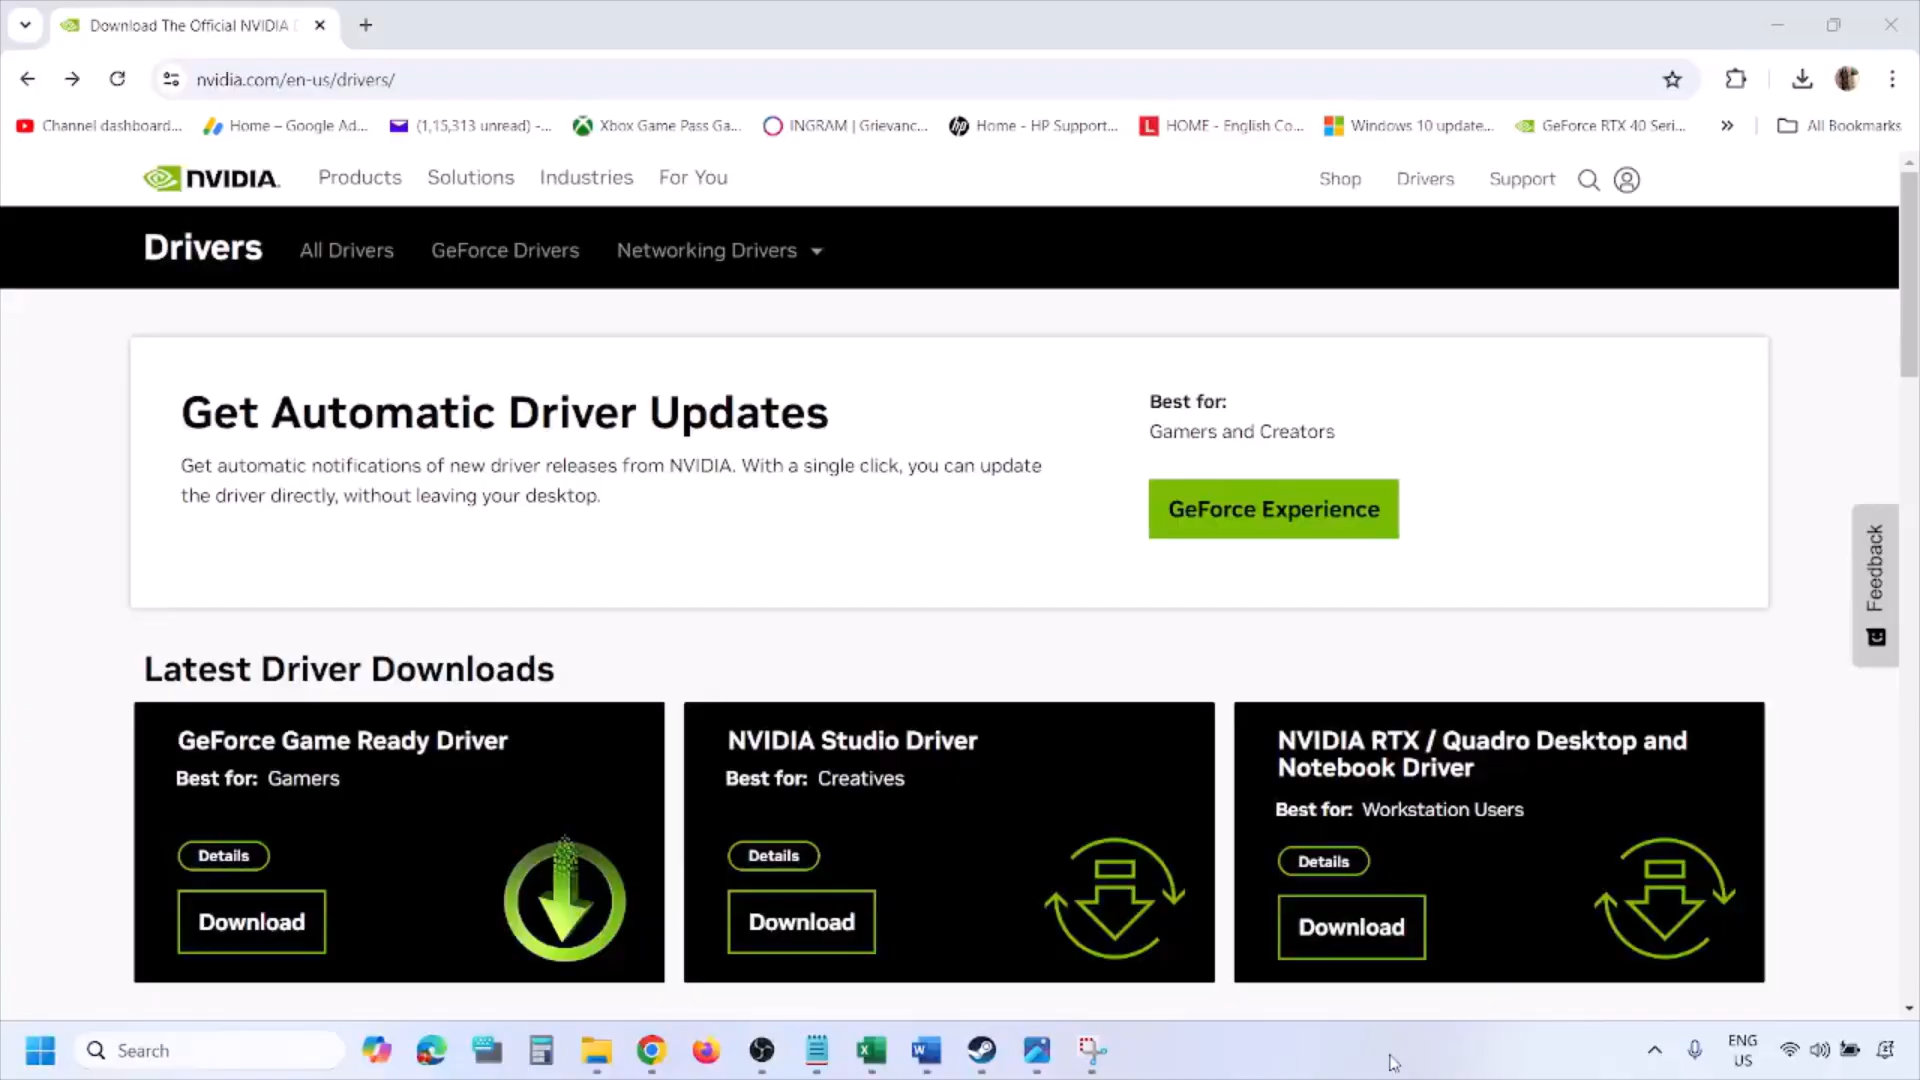 Download The Official NVIDIA D
nvidia.com/en-us/drivers/
Channel dashboard...
Home – Google Ad...
(1,15,313 unread) -...
Xbox Game Pass Ga...
INGRAM | Grievanc...
Home - HP Support...
L HOME - English Co...
Windows 10 update...
GeForce RTX 40 Seri...
All Bookmarks
NVIDIA.
Products
Solutions
Industries
For You
Shop
Drivers
Support
Drivers
All Drivers
GeForce Drivers
Networking Drivers
Get Automatic Driver Updates
Get automatic notifications of new driver releases from NVIDIA. With a single click, you can update
the driver directly, without leaving your desktop.
Best for:
Gamers and Creators
GeForce Experience
Feedback
Latest Driver Downloads
GeForce Game Ready Driver
Best for: Gamers
Details
Download
NVIDIA Studio Driver
Best for: Creatives
Details
Download
NVIDIA RTX / Quadro Desktop and
Notebook Driver
Best for: Workstation Users
Details
Download
Search
ENG
US